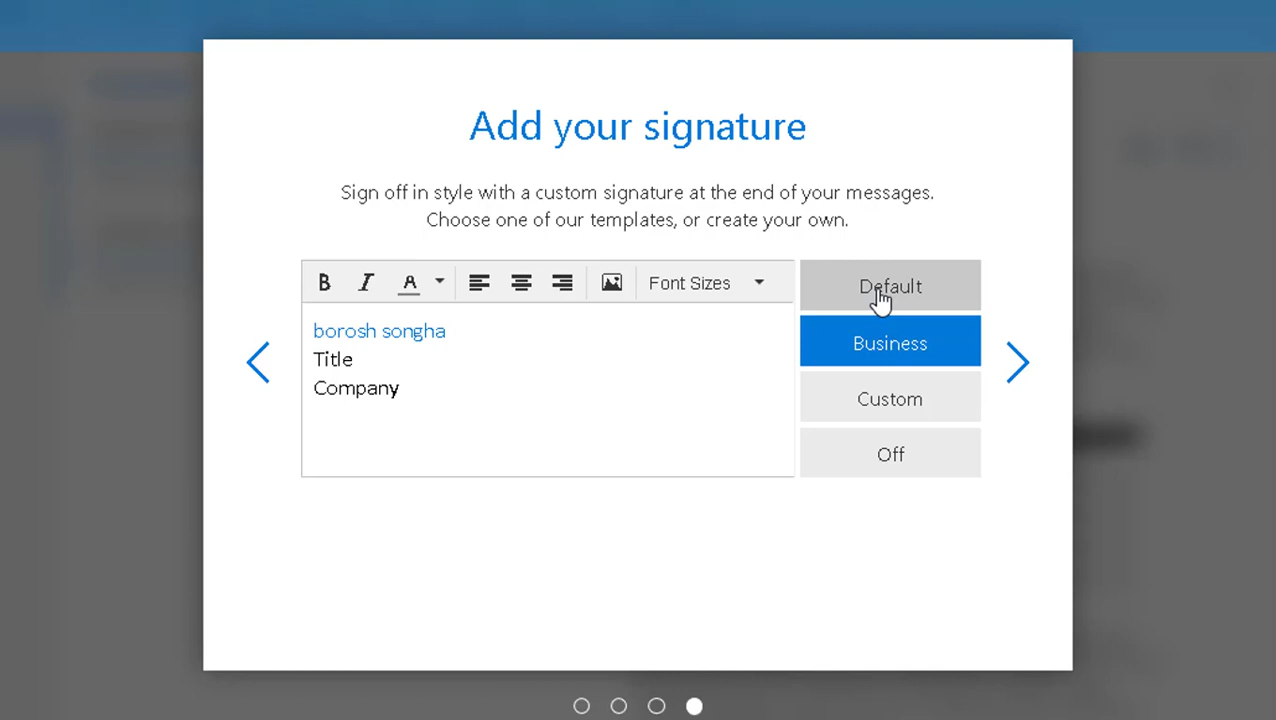 Add your signature
Sign off in style with a custom signature at the end of your messages.
Choose one of our templates, or create your own.
B I A Font Sizes
borosh songha
Title
Company
Default
Business
Custom
Off